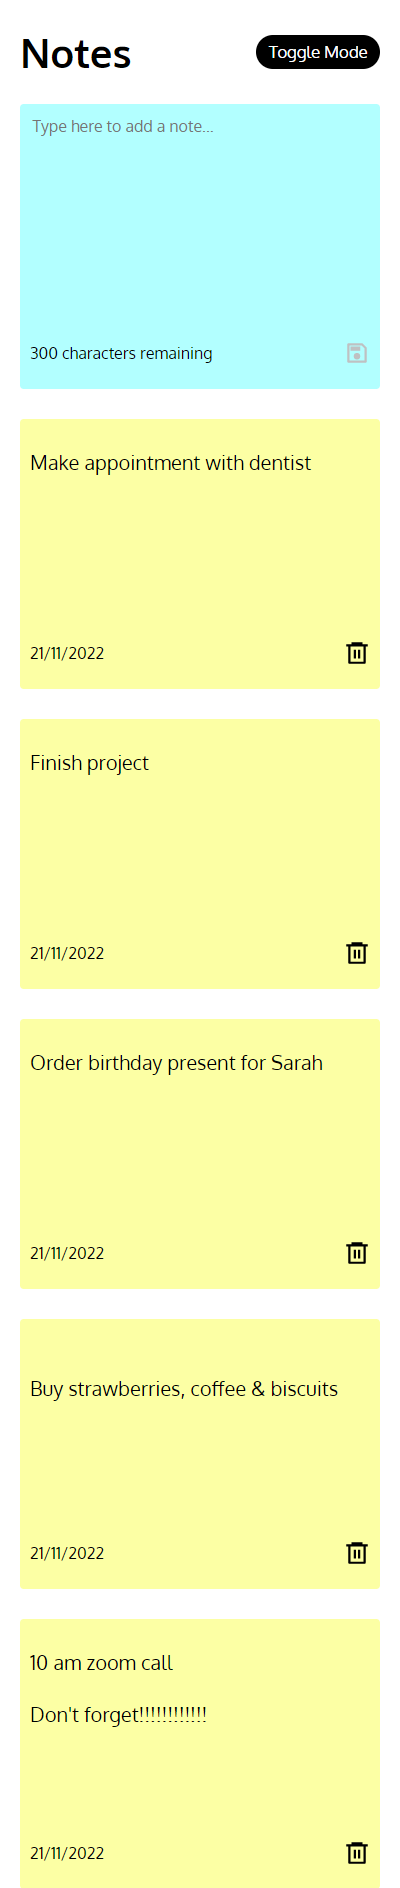 Notes
Toggle Mode
Type here to add a note...
300 characters remaining
Make appointment with dentist
21/11/2022
Finish project
21/11/2022
Order birthday present for Sarah
21/11/2022
Buy strawberries, coffee & biscuits
21/11/2022
10 am zoom call
Don't forget!!!!!!!!!!!!
21/11/2022